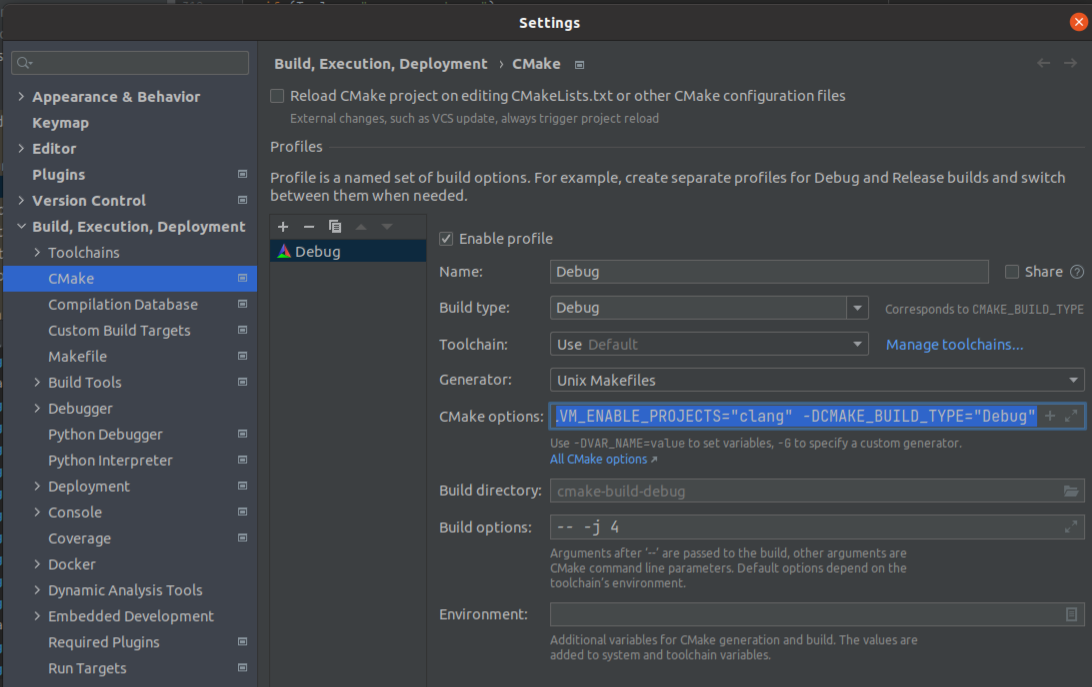 Settings
Build, Execution, Deployment › CMake
Reload CMake project on editing CMakeLists.txt or other CMake configuration files
External changes, such as VCS update, always trigger project reload
Appearance & Behavior
Keymap
Editor
Plugins
Version Control
Build, Execution, Deployment
Toolchains
CMake
Compilation Database
Custom Build Targets
Makefile
Build Tools
Debugger
Python Debugger
Python Interpreter
Deployment
Console
Coverage
Docker
Dynamic Analysis Tools
Embedded Development
Required Plugins
Run Targets
Profiles
Profile is a named set of build options. For example, create separate profiles for Debug and Release builds and switch
between them when needed.
Debug
Enable profile
Name: Debug Share
Build type: Debug Corresponds to CMAKE_BUILD_TYPE
Toolchain: Use Default Manage toolchains...
Generator: Unix Makefiles
CMake options: .VM_ENABLE_PROJECTS="clang" -DCMAKE_BUILD_TYPE="Debug"
Use -DVAR_NAME=value to set variables, -G to specify a custom generator.
All CMake options ↗
Build directory: cmake-build-debug
Build options: -- -j 4
Arguments after '--' are passed to the build, other arguments are
CMake command line parameters. Default options depend on the
toolchain's environment.
Environment:
Additional variables for CMake generation and build. The values are
added to system and toolchain variables.